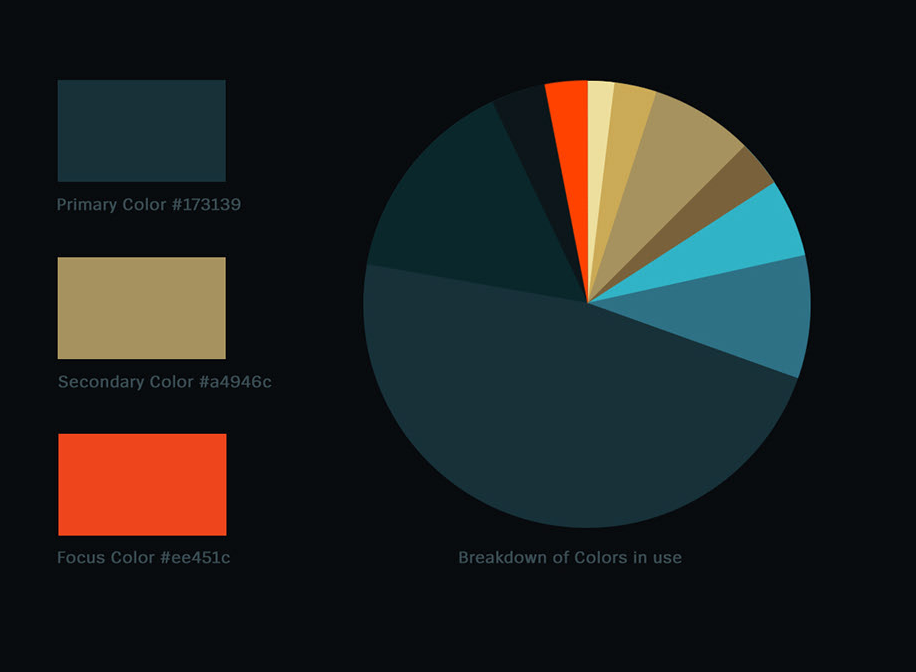 Primary Color #173139
Secondary Color #a4946c
Focus Color #ee451c
Breakdown of Colors in use